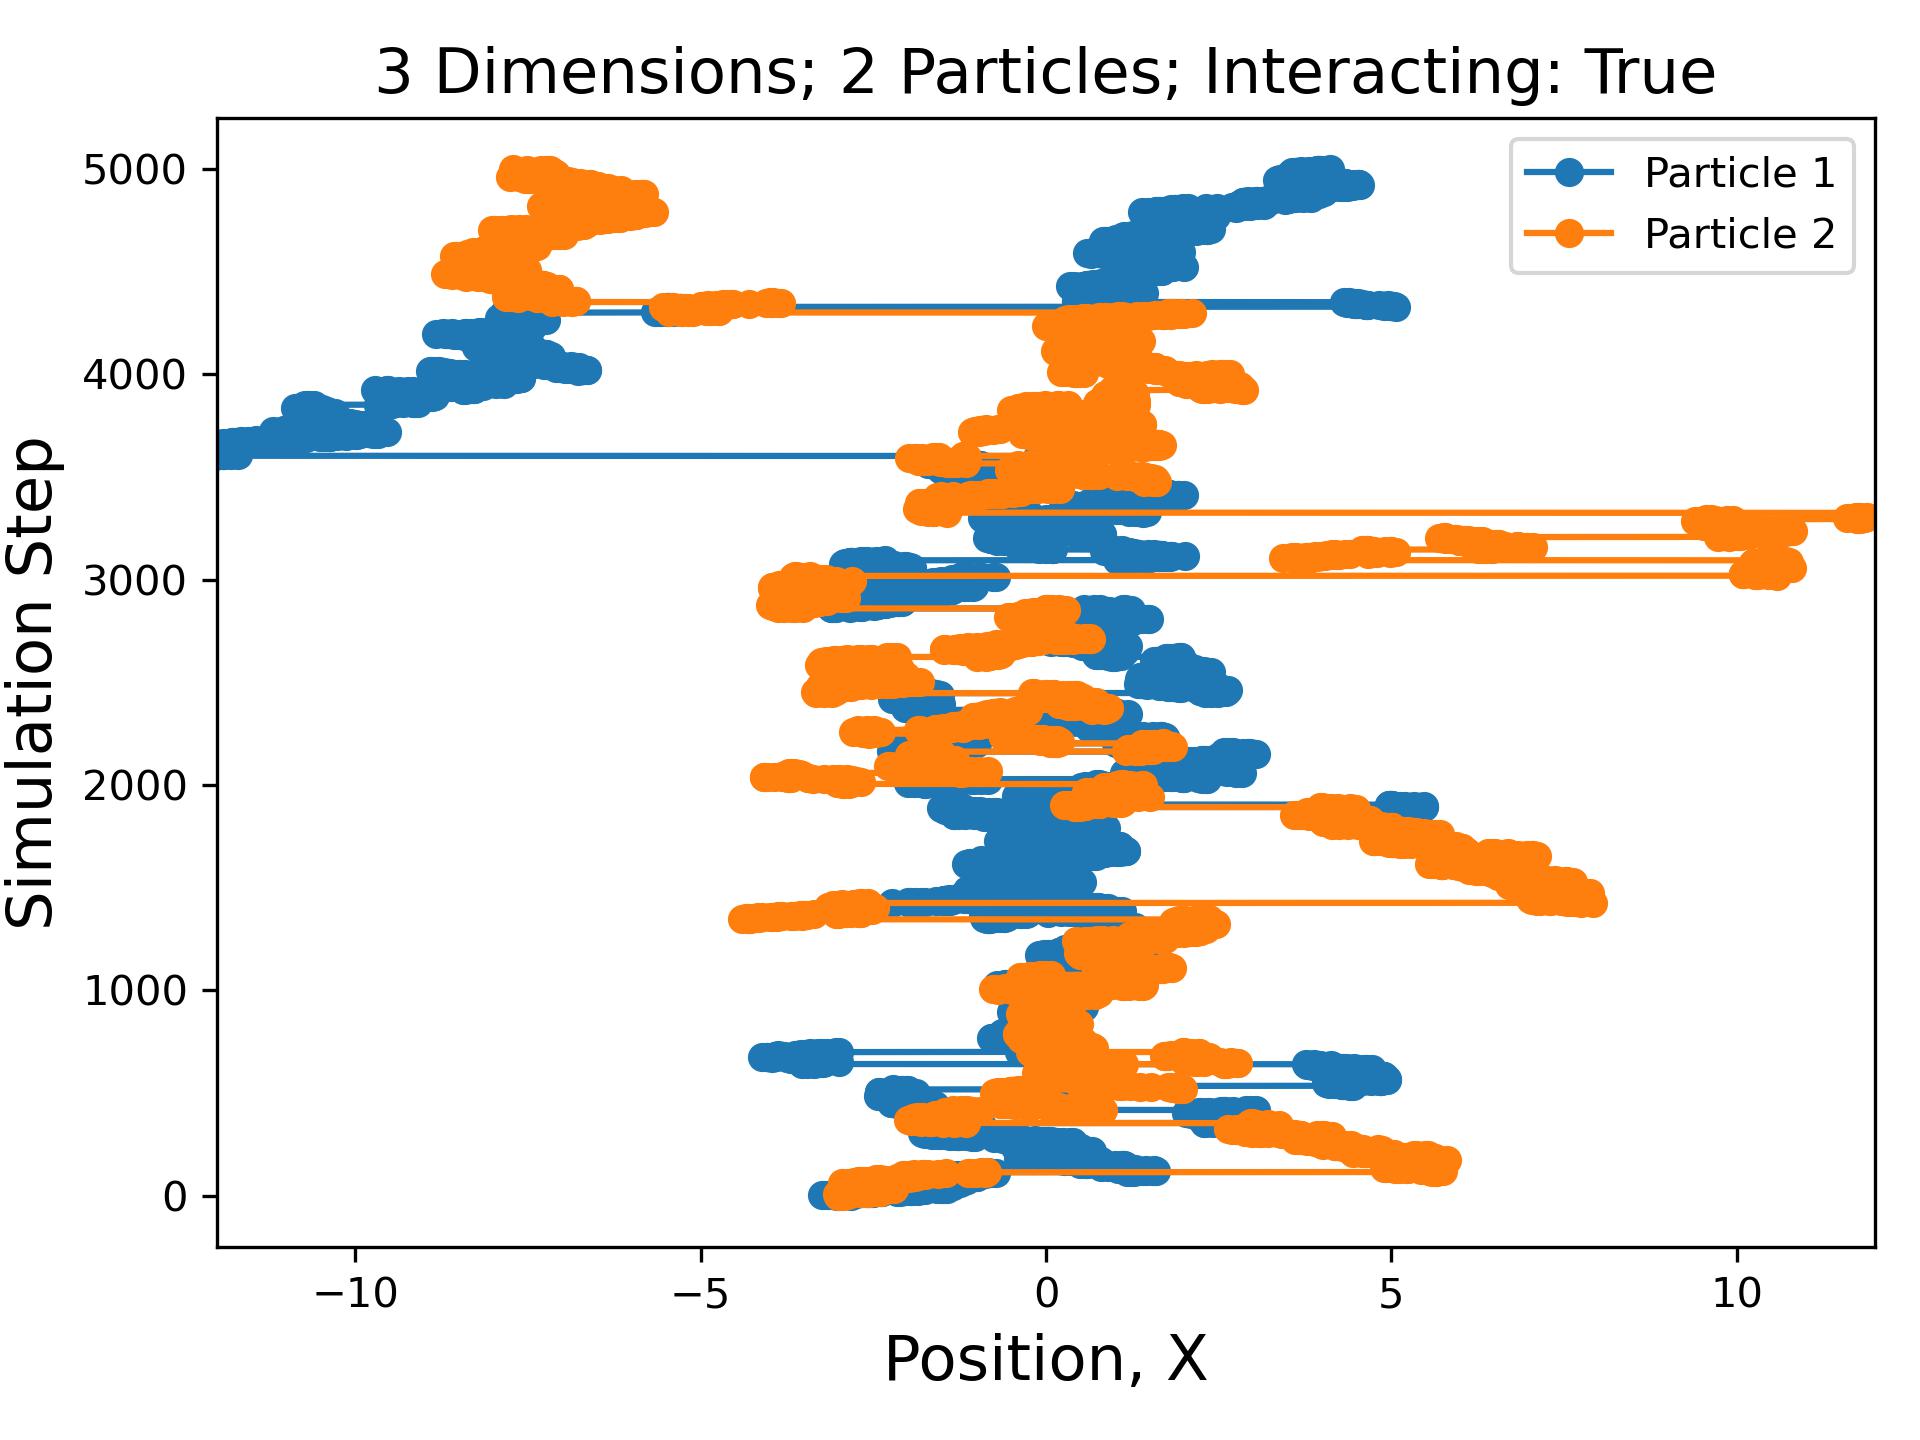 3 Dimensions; 2 Particles; Interacting: True
Particle 1
Particle 2
5000
4000
3000
2000
1000
0
Simulation Step
−10
−5
0
5
10
Position, X